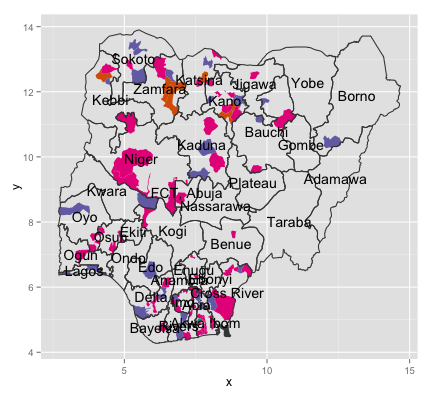 14
Sokoto
Katsina
Jigawa
Yobe
Borno
12
Zamfara
Kebbi
Kano
Bauchi
10
Niger
Kaduna
Gombe
Plateau
Adamawa
Kwara
FCT
Abuja
Nassarawa
8
Oyo
Osun
Ekiti
Kogi
Taraba
Benue
Ogun
Ondo
Lagos
Edo
Enugu
Anambra
Ebonyi
6
Delta
Imo
Abia
Cross River
Bayelsa
Rivers
Akwa Ibom
4
y
5
10
15
x